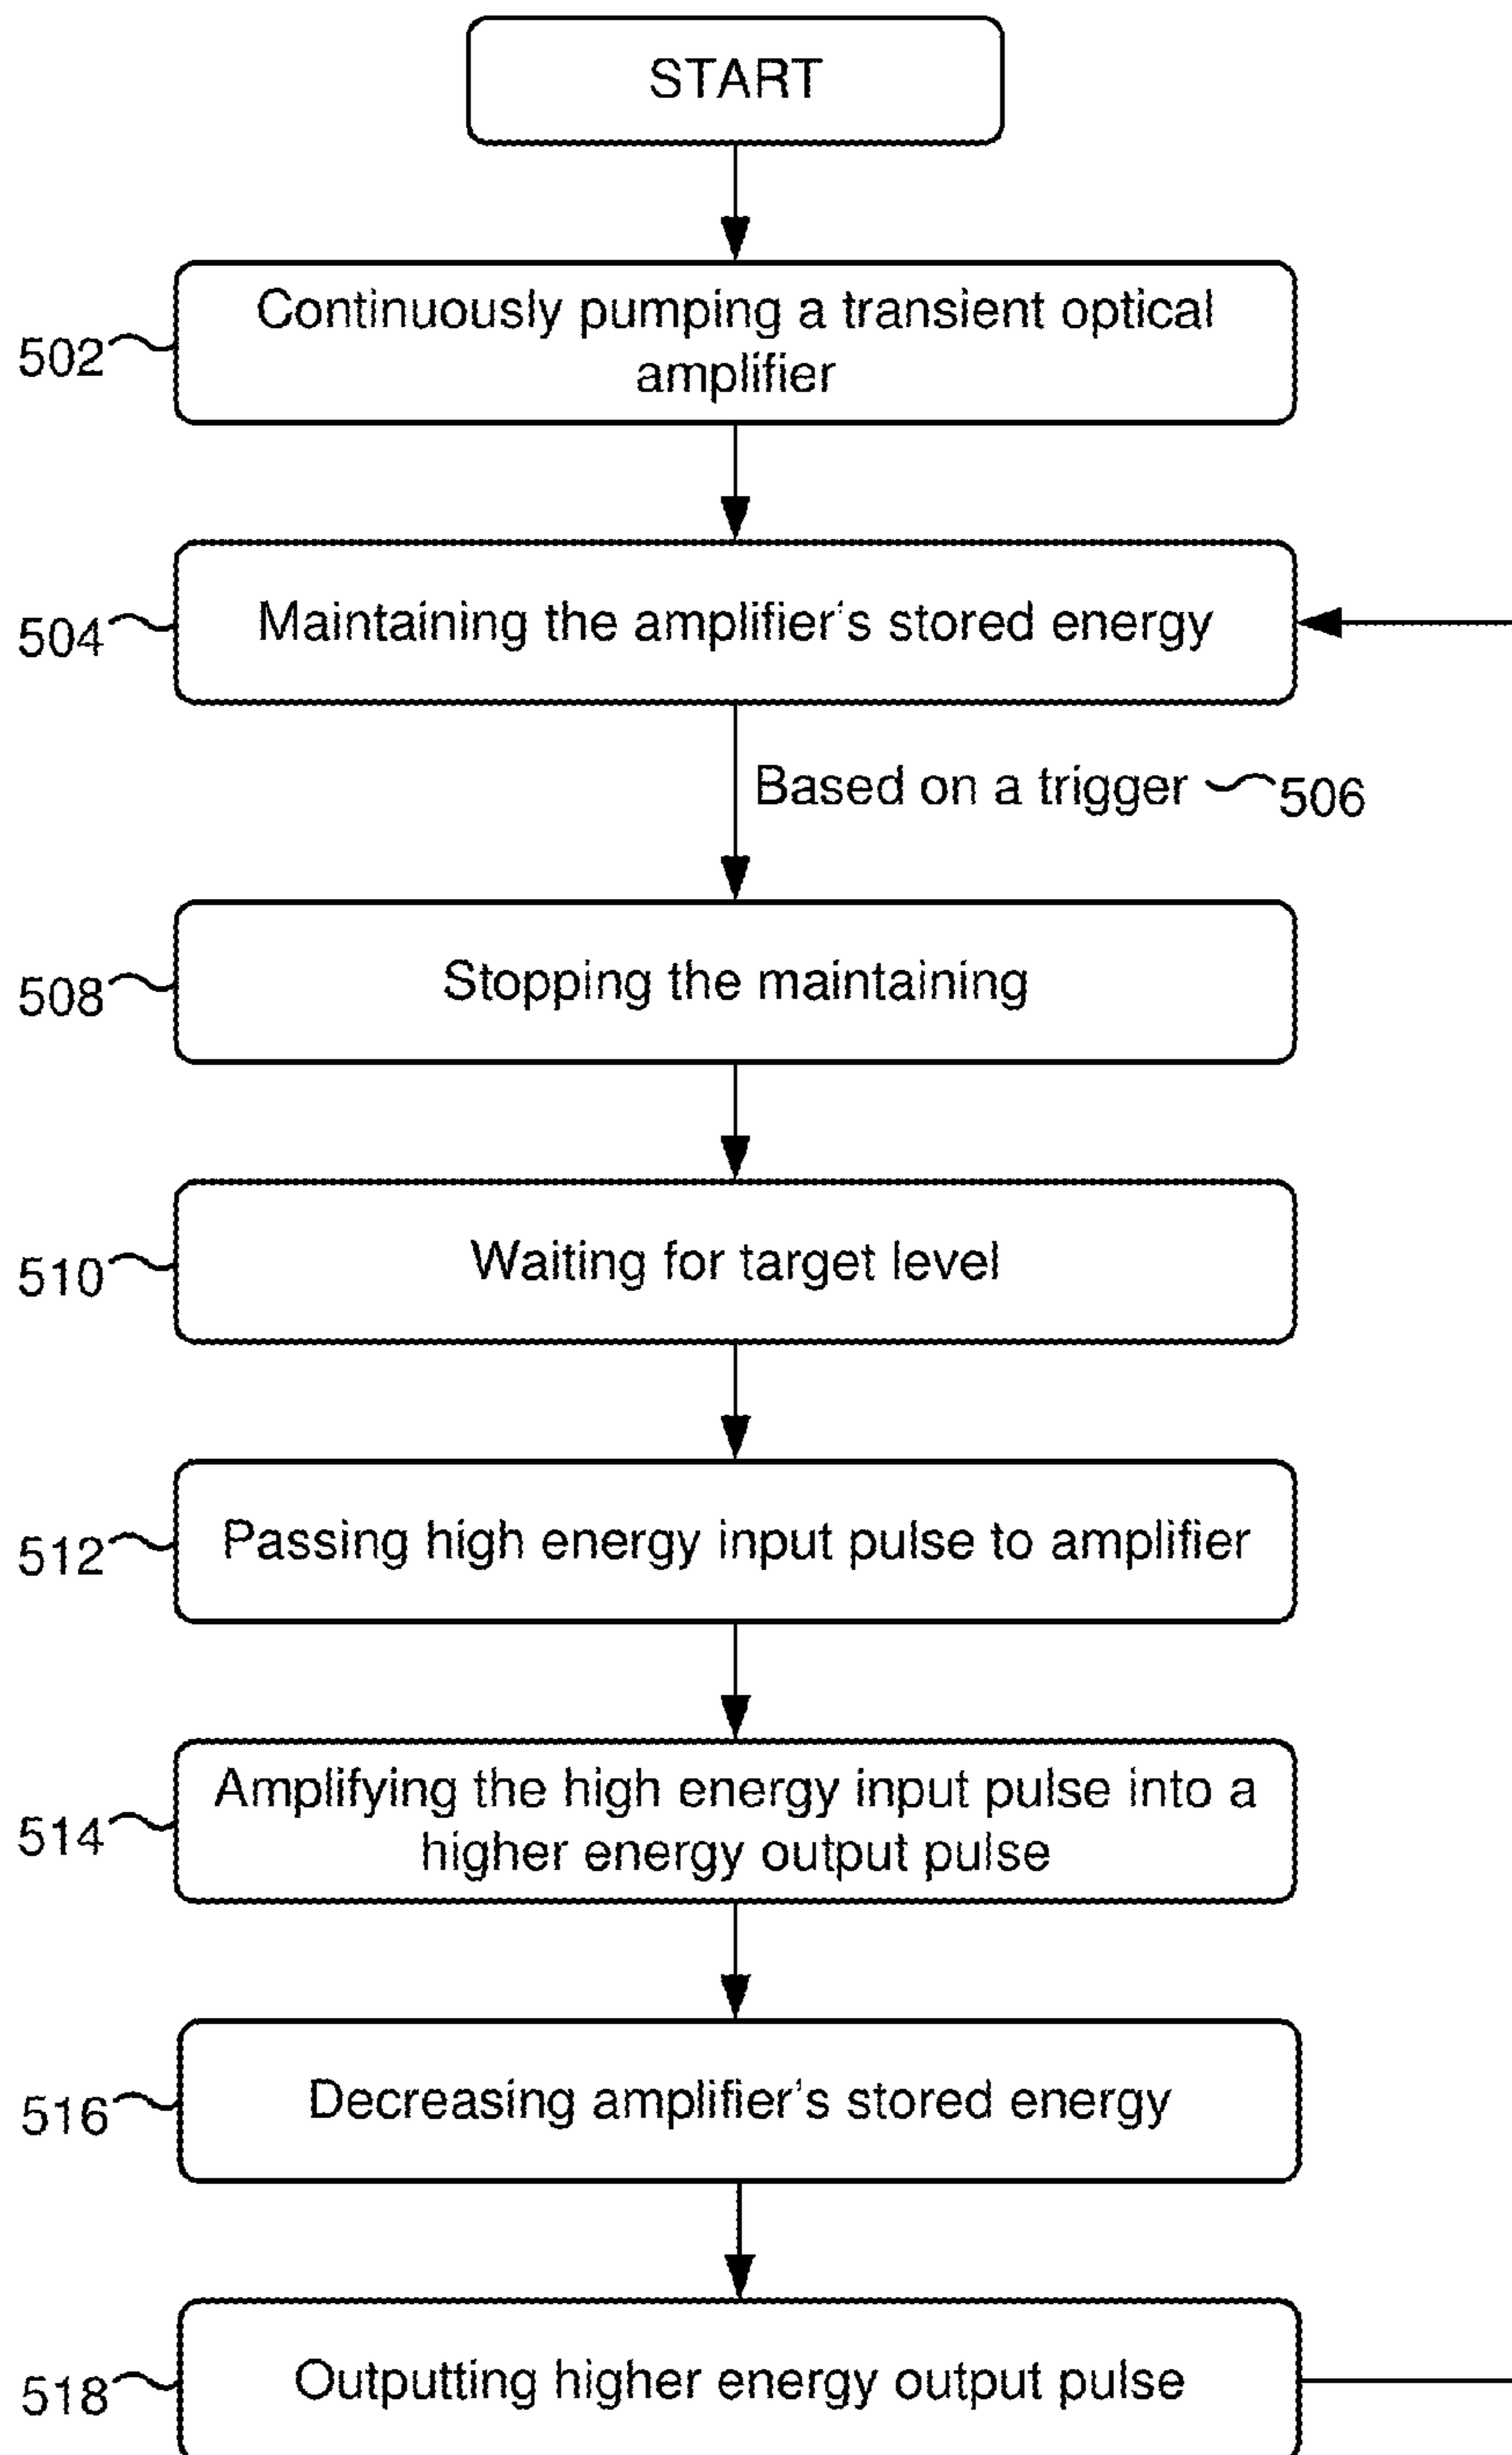 START
Continuously pumping a transient optical
amplifier
502
Maintaining the amplifier's stored energy
504
Based on a trigger 506
Stopping the maintaining
508
Waiting for target level
510
Passing high energy input pulse to amplifier
512
Amplifying the high energy input pulse into a
higher energy output pulse
514
Decreasing amplifier's stored energy
516
Outputting higher energy output pulse
518